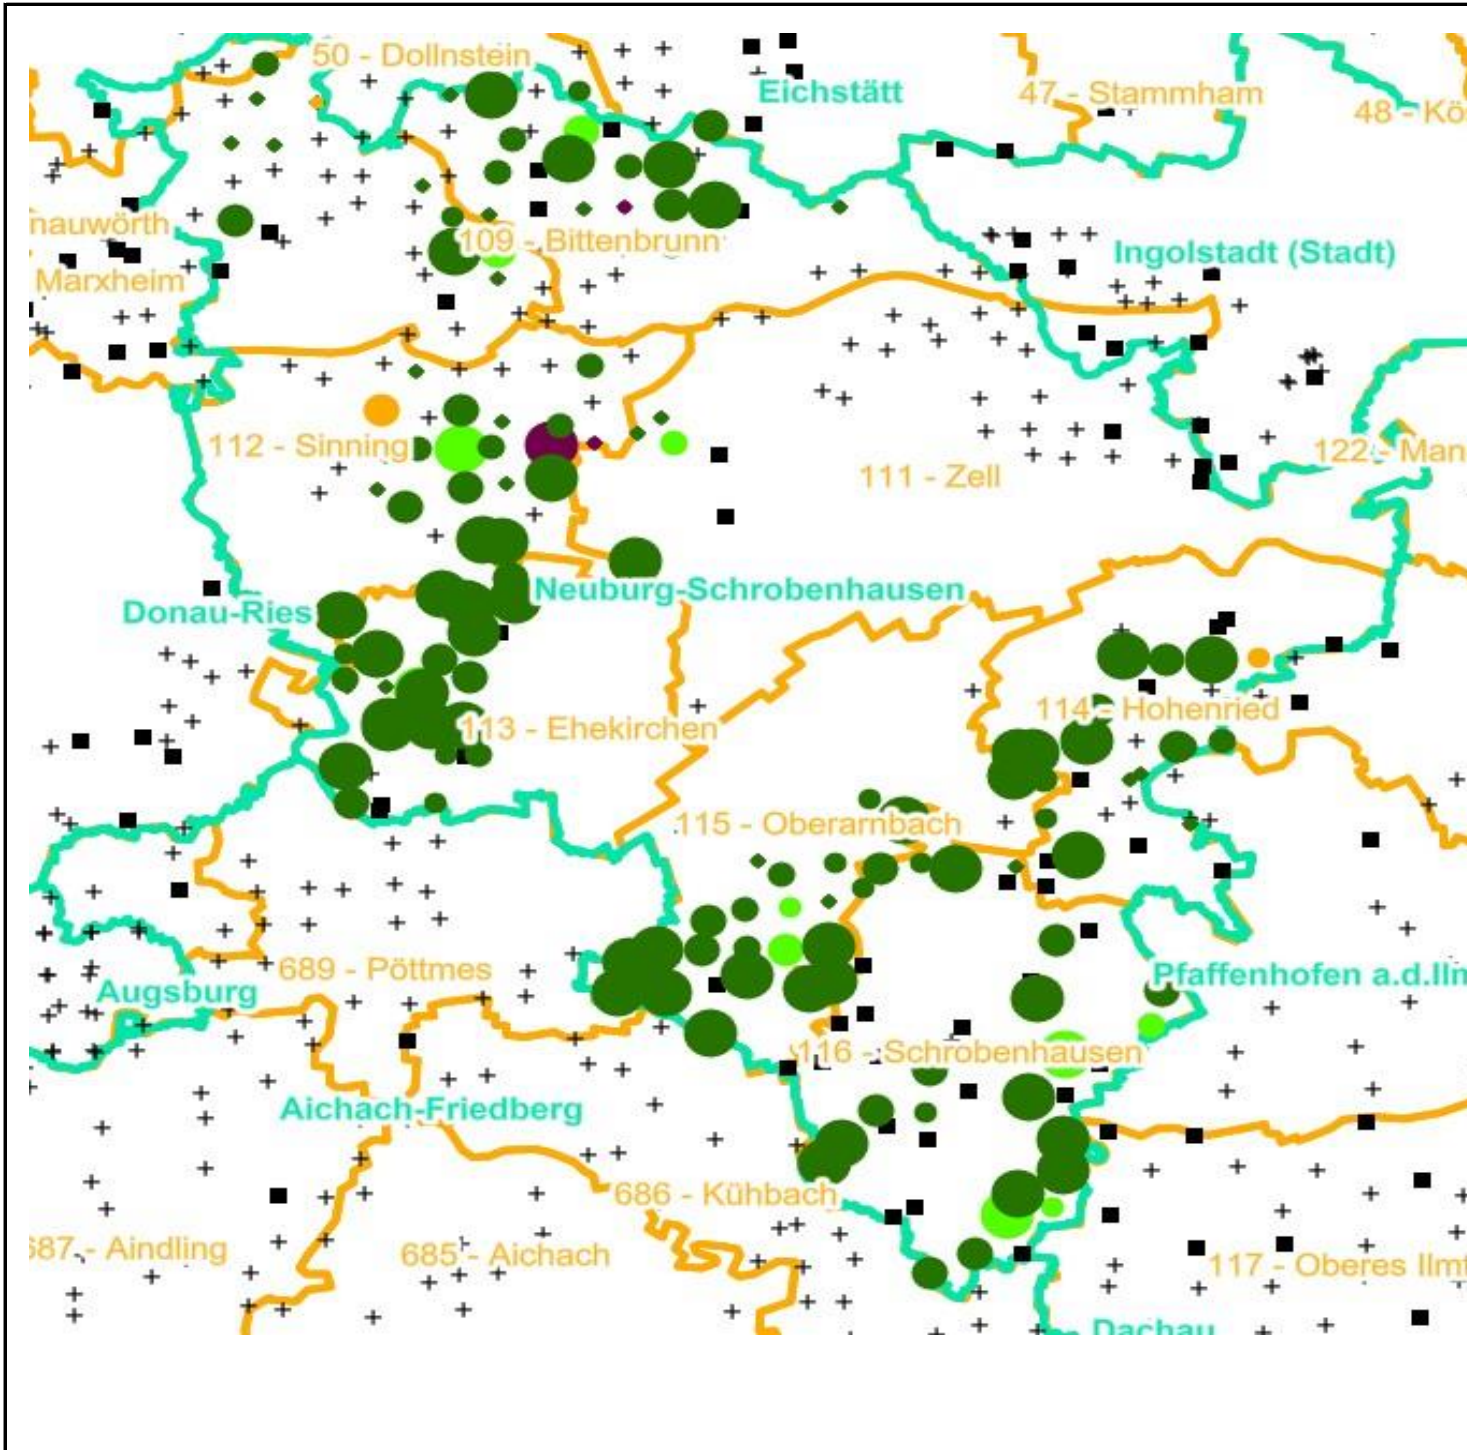 50 - Dollnstein
Eichstätt
47 - Stammham
48 - Kö
nauwörth
109 - Bittenbrunn
Ingolstadt (Stadt)
Marxheim
112 - Sinning
122 - Man
111 - Zell
Neuburg-Schrobenhausen
Donau-Ries
114 - Hohenried
113 - Ehekirchen
115 - Oberarnbach
689 - Pöttmes
Pfaffenhofen a.d.Ilm
Augsburg
116 - Schrobenhausen
Aichach-Friedberg
686 - Kühbach
687 - Aindling
685 - Aichach
117 - Oberes Ilmt
Dachau